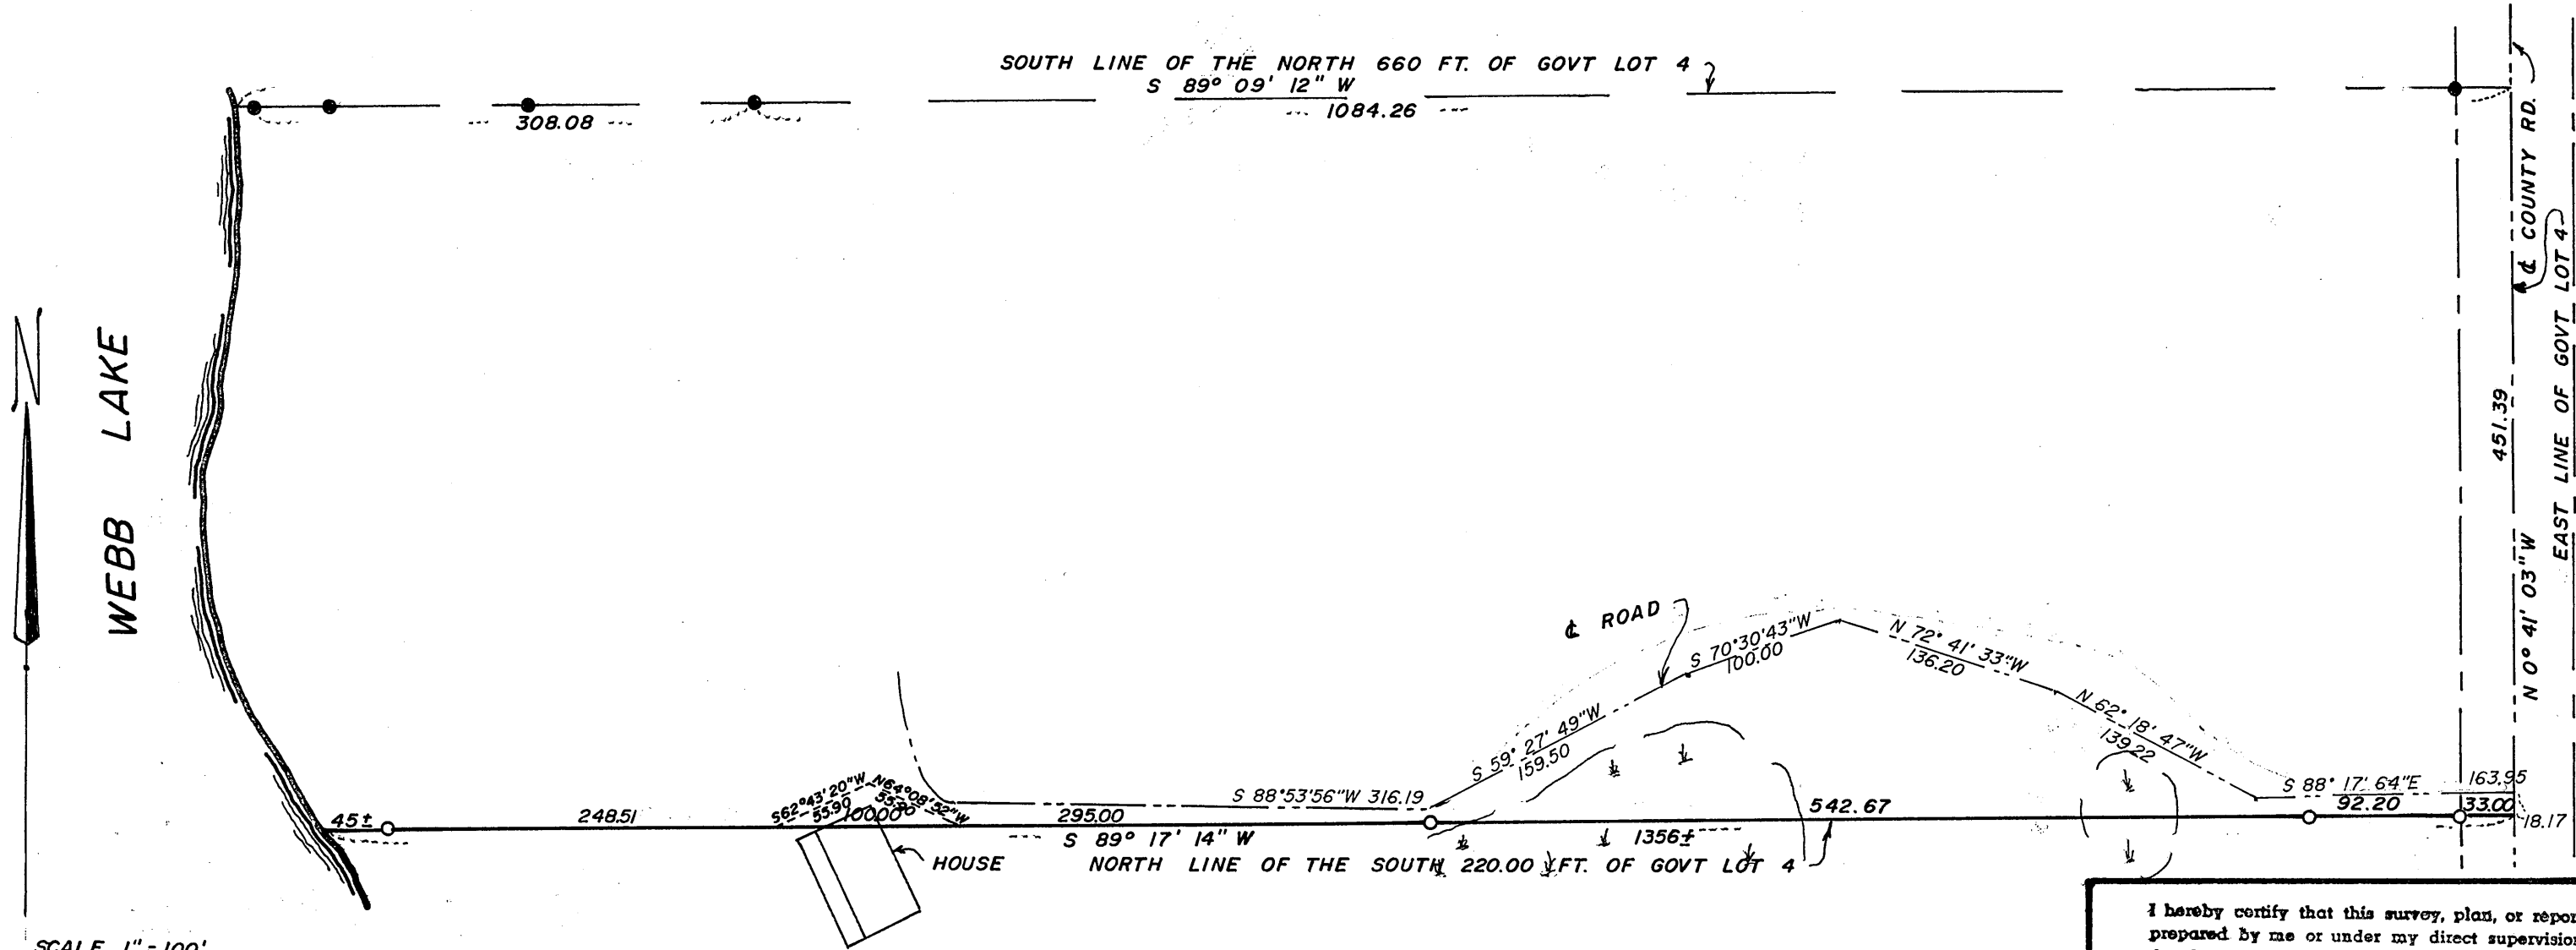 SOUTH LINE OF THE NORTH 660 FT. OF GOVT LOT 4
S 89° 09' 12" W
308.08
1084.26
℄ COUNTY RD.
EAST LINE OF GOVT LOT 4
451.39
N 0° 41' 03" W
N
WEBB LAKE
℄ ROAD
S 70°30'43"W
100.00
N 72° 41' 33"W
136.20
S 59° 27' 49"W
159.50
N 62° 18' 47"W
139.22
S 88° 17' 64"E
163.95
S62°43'20"W
55.90
N64°08'52"W
55.90
100.00
S 88°53'56"W 316.19
45±
248.51
295.00
542.67
92.20
33.00
18.17
S 89° 17' 14" W
1356±
HOUSE
NORTH LINE OF THE SOUTH 220.00 FT. OF GOVT LOT 4
SCALE 1" = 100'
I hereby certify that this survey, plan, or repor
prepared by me or under my direct supervision